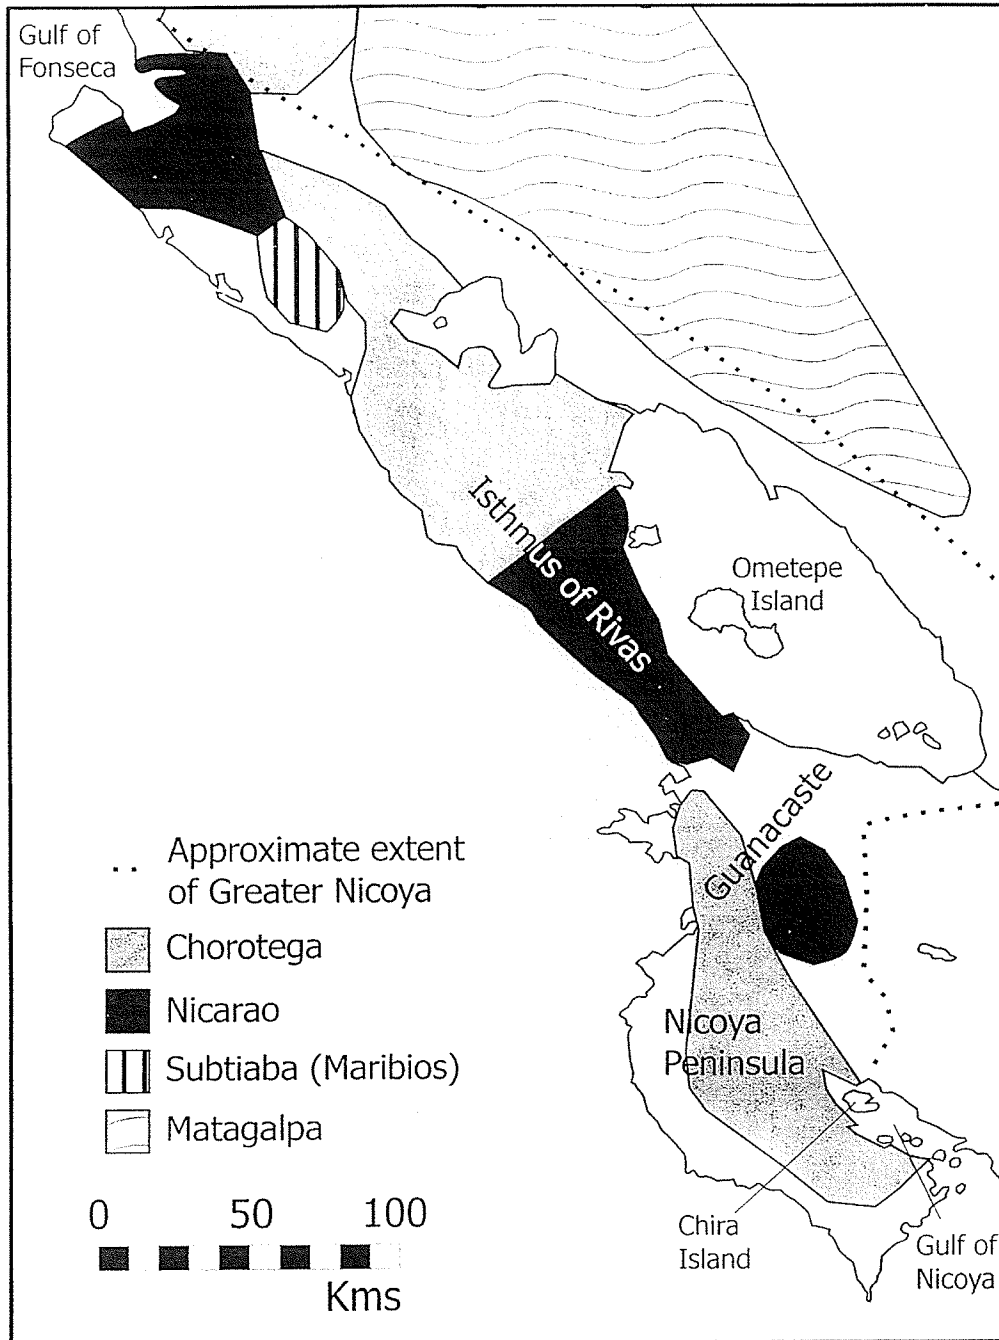 Gulf of
Fonseca
Isthmus of Rivas
Ometepe
Island
Guanacaste
Approximate extent
of Greater Nicoya
Chorotega
Nicarao
Subtiaba (Maribios)
Matagalpa
Nicoya
Peninsula
0 50 100
Kms
Chira
Island
Gulf of
Nicoya